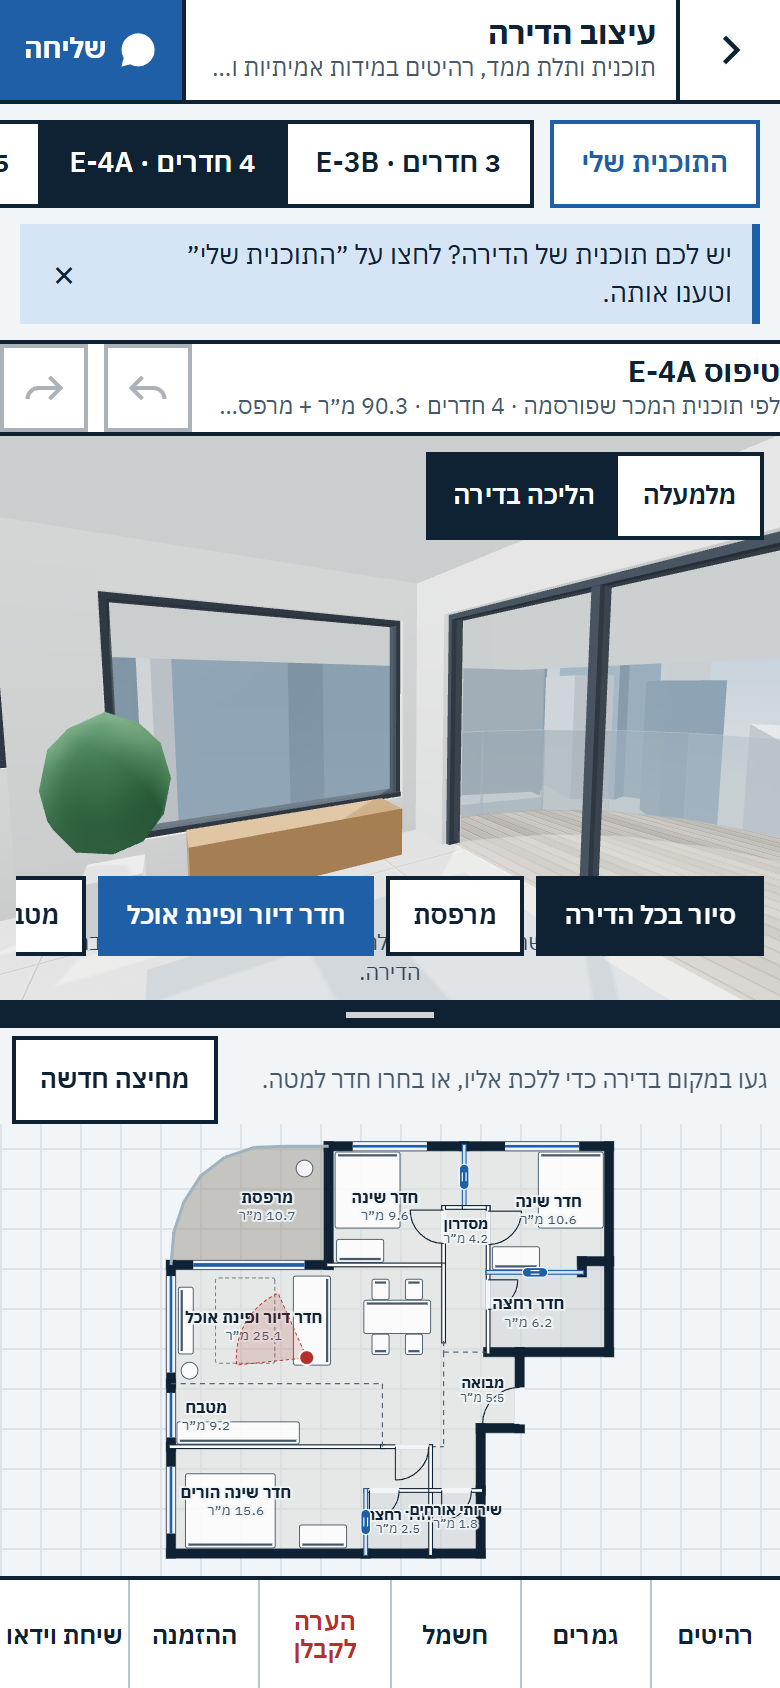 עיצוב הדירה
תוכנית ותלת ממד, רהיטים במידות אמיתיות ו...
שליחה
התוכנית שלי
3 חדרים · E-3B
4 חדרים · E-4A
5
יש לכם תוכנית של הדירה? לחצו על ״התוכנית שלי״
וטענו אותה.
טיפוס E-4A
לפי תוכנית המכר שפורסמה · 4 חדרים · 90.3 מ״ר + מרפס...
מלמעלה
הליכה בדירה
סיור בכל הדירה
מרפסת
חדר דיור ופינת אוכל
מטב
הדירה.
געו במקום בדירה כדי ללכת אליו, או בחרו חדר למטה.
מחיצה חדשה
מרפסת
10.7 מ״ר
חדר שינה
9.6 מ״ר
מסדרון
4.2 מ״ר
חדר שינה
10.6 מ״ר
חדר רחצה
6.2 מ״ר
חדר דיור ופינת אוכל
25.1 מ״ר
מבואה
5.5 מ״ר
מטבח
9.2 מ״ר
חדר שינה הורים
15.6 מ״ר
רחצה
2.5 מ״ר
שירותי אורחים
1.8 מ״ר
רהיטים
גמרים
חשמל
הערה
לקבלן
ההזמנה
שיחת וידאו